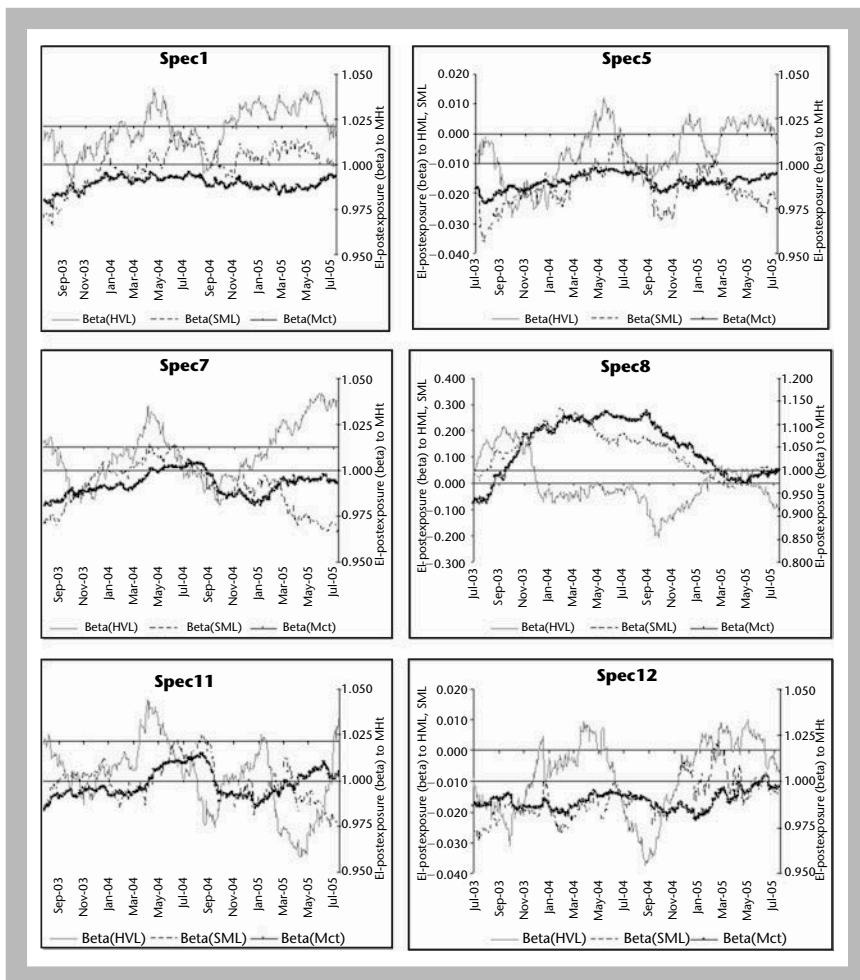 Spec1
1.050
1.025
1.000
0.975
0.950
EI-postexposure (beta) to MHt
Sep-03 Nov-03 Jan-04 Mar-04 May-04 Jul-04 Sep-04 Nov-04 Jan-05 Mar-05 May-05 Jul-05
Beta(HVL) Beta(SML) Beta(Mct)
Spec5
EI-postexposure (beta) to HML, SML
0.020
0.010
0.000
−0.010
−0.020
−0.030
−0.040
1.050
1.025
1.000
0.975
0.950
EI-postexposure (beta) to MHt
Jul-03 Sep-03 Nov-03 Jan-04 Mar-04 May-04 Jul-04 Sep-04 Nov-04 Jan-05 Mar-05 May-05 Jul-05
Beta(HVL) Beta(SML) Beta(Mct)
Spec7
1.050
1.025
1.000
0.975
0.950
EI-postexposure (beta) to MHt
Sep-03 Nov-03 Jan-04 Mar-04 May-04 Jul-04 Sep-04 Nov-04 Jan-05 Mar-05 May-05 Jul-05
Beta(HVL) Beta(SML) Beta(Mct)
Spec8
EI-postexposure (beta) to HML, SML
0.400
0.300
0.200
0.100
0.000
−0.100
−0.200
−0.300
1.200
1.150
1.100
1.050
1.000
0.950
0.900
0.850
0.800
EI-postexposure (beta) to MHt
Jul-03 Sep-03 Nov-03 Jan-04 Mar-04 May-04 Jul-04 Sep-04 Nov-04 Jan-05 Mar-05 May-05 Jul-05
Beta(HVL) Beta(SML) Beta(Mct)
Spec11
1.050
1.025
1.000
0.975
0.950
EI-postexposure (beta) to MHt
Sep-03 Nov-03 Jan-04 Mar-04 May-04 Jul-04 Sep-04 Nov-04 Jan-05 Mar-05 May-05 Jul-05
Beta(HVL) Beta(SML) Beta(Mct)
Spec12
EI-postexposure (beta) to HML, SML
0.020
0.010
0.000
−0.010
−0.020
−0.030
−0.040
1.050
1.025
1.000
0.975
0.950
EI-postexposure (beta) to MHt
Jul-03 Sep-03 Nov-03 Jan-04 Mar-04 May-04 Jul-04 Sep-04 Nov-04 Jan-05 Mar-05 May-05 Jul-05
Beta(HVL) Beta(SML) Beta(Mct)